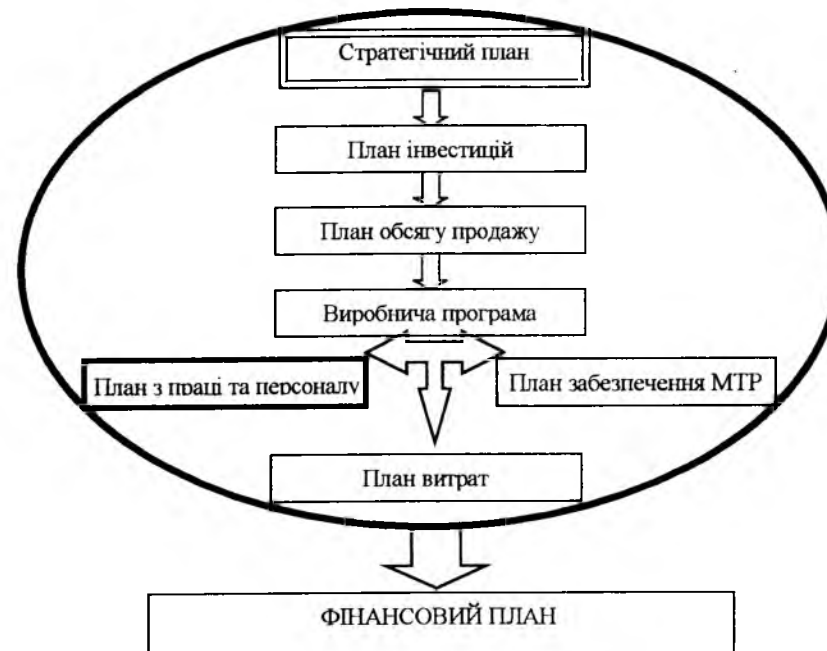 Стратегічний план
План інвестицій
План обсягу продажу
Виробнича програма
План з праці та персоналу
План забезпечення МТР
План витрат
ФІНАНСОВИЙ ПЛАН